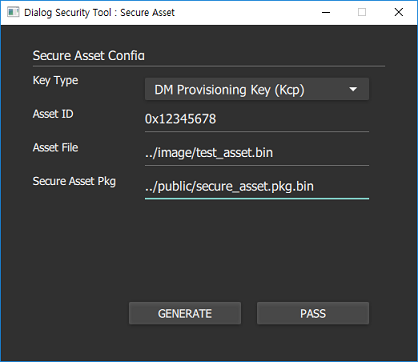 Dialog Security Tool : Secure Asset
Secure Asset Config
Key Type
DM Provisioning Key (Kcp)
Asset ID
0x12345678
Asset File
../image/test_asset.bin
Secure Asset Pkg
../public/secure_asset.pkg.bin
GENERATE
PASS